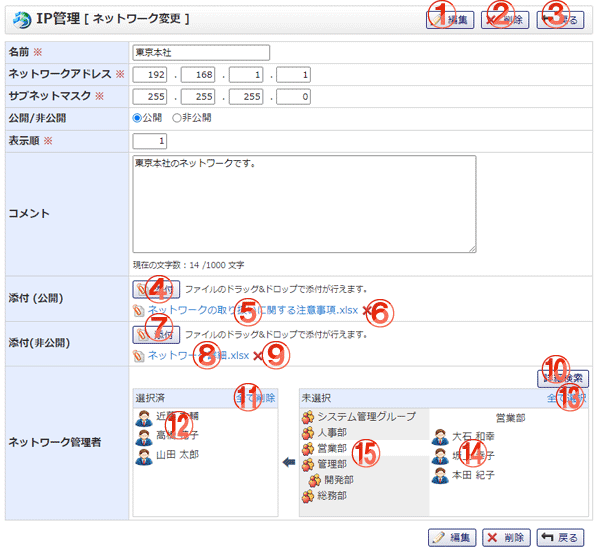 IP管理 [ ネットワーク変更 ]
① 編集 ② 削除 ③ 戻る
名前 ※ 東京本社
ネットワークアドレス ※ 192 . 168 . 1 . 1
サブネットマスク ※ 255 . 255 . 255 . 0
公開/非公開 公開 非公開
表示順 ※ 1
コメント 東京本社のネットワークです。
現在の文字数 : 14 /1000 文字
添付 (公開) ④ 添付 ファイルのドラッグ&ドロップで添付が行えます。
ネットワークの取り扱いに関する注意事項.xlsx ⑤ ⑥
添付(非公開) ⑦ 添付 ファイルのドラッグ&ドロップで添付が行えます。
ネットワーク詳細.xlsx ⑧ ⑨
⑩ 詳細検索
ネットワーク管理者
選択済 ⑪ 全て削除
近藤 輔
高橋 子
⑫
山田 太郎
未選択 ⑬ 全て選択
システム管理グループ
人事部
営業部
管理部
開発部
総務部
⑮
営業部
大石 和幸
坂 子
⑭
本田 紀子
編集 削除 戻る